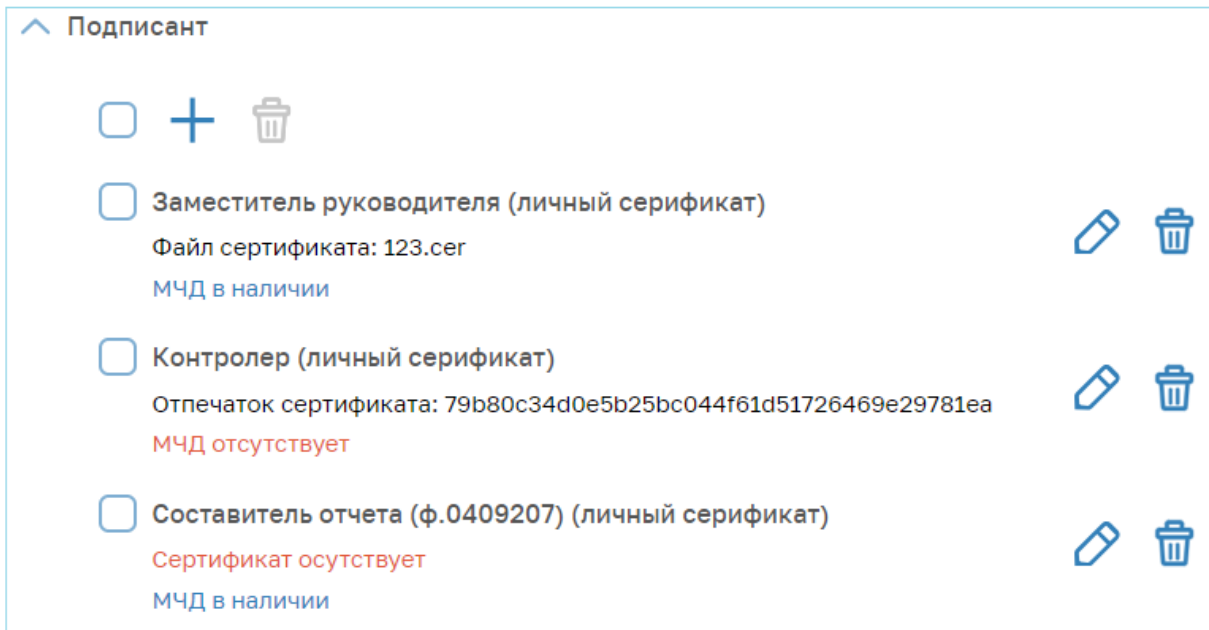 Подписант
Заместитель руководителя (личный серификат)
Файл сертификата: 123.cer
МЧД в наличии
Контролер (личный серификат)
Отпечаток сертификата: 79b80c34d0e5b25bc044f61d51726469e29781ea
МЧД отсутствует
Составитель отчета (ф.0409207) (личный серификат)
Сертификат осутствует
МЧД в наличии